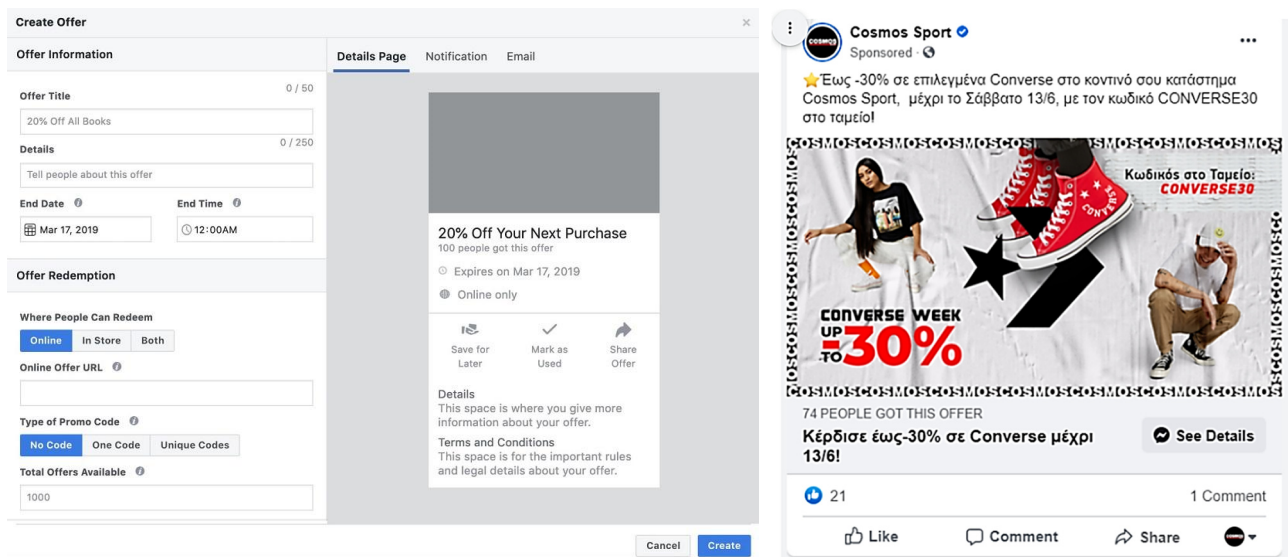 Create Offer
Offer Information
0 / 50
Offer Title
20% Off All Books
0 / 250
Details
Tell people about this offer
End Date
End Time
Mar 17, 2019
12:00AM
Offer Redemption
Where People Can Redeem
Online
In Store
Both
Online Offer URL
Type of Promo Code
No Code
One Code
Unique Codes
Total Offers Available
1000
Details Page
Notification
Email
20% Off Your Next Purchase
100 people got this offer
Expires on Mar 17, 2019
Online only
Save for
Later
Mark as
Used
Share
Offer
Details
This space is where you give more
information about your offer.
Terms and Conditions
This space is for the important rules
and legal details about your offer.
Cancel
Create
COSMOS
Cosmos Sport
Sponsored ·
Έως -30% σε επιλεγμένα Converse στο κοντινό σου κατάστημα
Cosmos Sport, μέχρι το Σάββατο 13/6, με τον κωδικό CONVERSE30
στο ταμείο!
COSMOSCOSMOSCOSMOSCOSMOSCOSMOSCOSMOS
Κωδικός στο Ταμείο:
CONVERSE30
CONVERSE
CONVERSE WEEK
UP
TO
-30%
COSMOSCOSMOSCOSMOSCOSMOSCOSMOSCOSMOS
74 PEOPLE GOT THIS OFFER
Κέρδισε έως-30% σε Converse μέχρι
13/6!
See Details
21
1 Comment
Like
Comment
Share